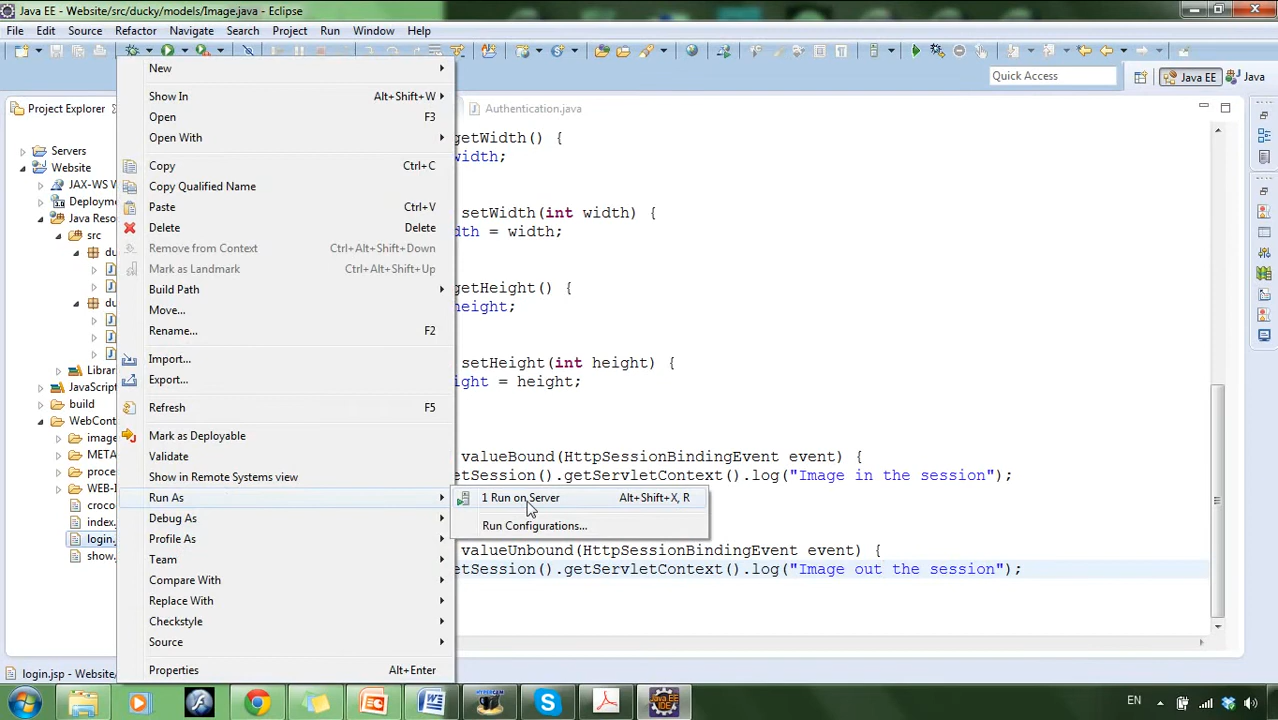 Java EE - Website/src/ducky/models/Image.java - Eclipse
File Edit Source Refactor Navigate Search Project Run Window Help
Quick Access Java EE Java
Project Explorer
Authentication.java
Servers
Website
JAX-WS W
Deploym
Java Resc
src
du
du
Librar
JavaScrip
build
WebCont
image
META
proce
WEB-I
croco
index.
login.
show.
New
Show In Alt+Shift+W
Open F3
Open With
Copy Ctrl+C
Copy Qualified Name
Paste Ctrl+V
Delete Delete
Remove from Context Ctrl+Alt+Shift+Down
Mark as Landmark Ctrl+Alt+Shift+Up
Build Path
Move...
Rename... F2
Import...
Export...
Refresh F5
Mark as Deployable
Validate
Show in Remote Systems view
Run As
Debug As
Profile As
Team
Compare With
Replace With
Checkstyle
Source
Properties Alt+Enter
1 Run on Server Alt+Shift+X, R
Run Configurations...
getWidth() {
width;
setWidth(int width) {
dth = width;
getHeight() {
height;
setHeight(int height) {
ight = height;
valueBound(HttpSessionBindingEvent event) {
etSession().getServletContext().log("Image in the session");
valueUnbound(HttpSessionBindingEvent event) {
etSession().getServletContext().log("Image out the session");
login.jsp - Website/
EN